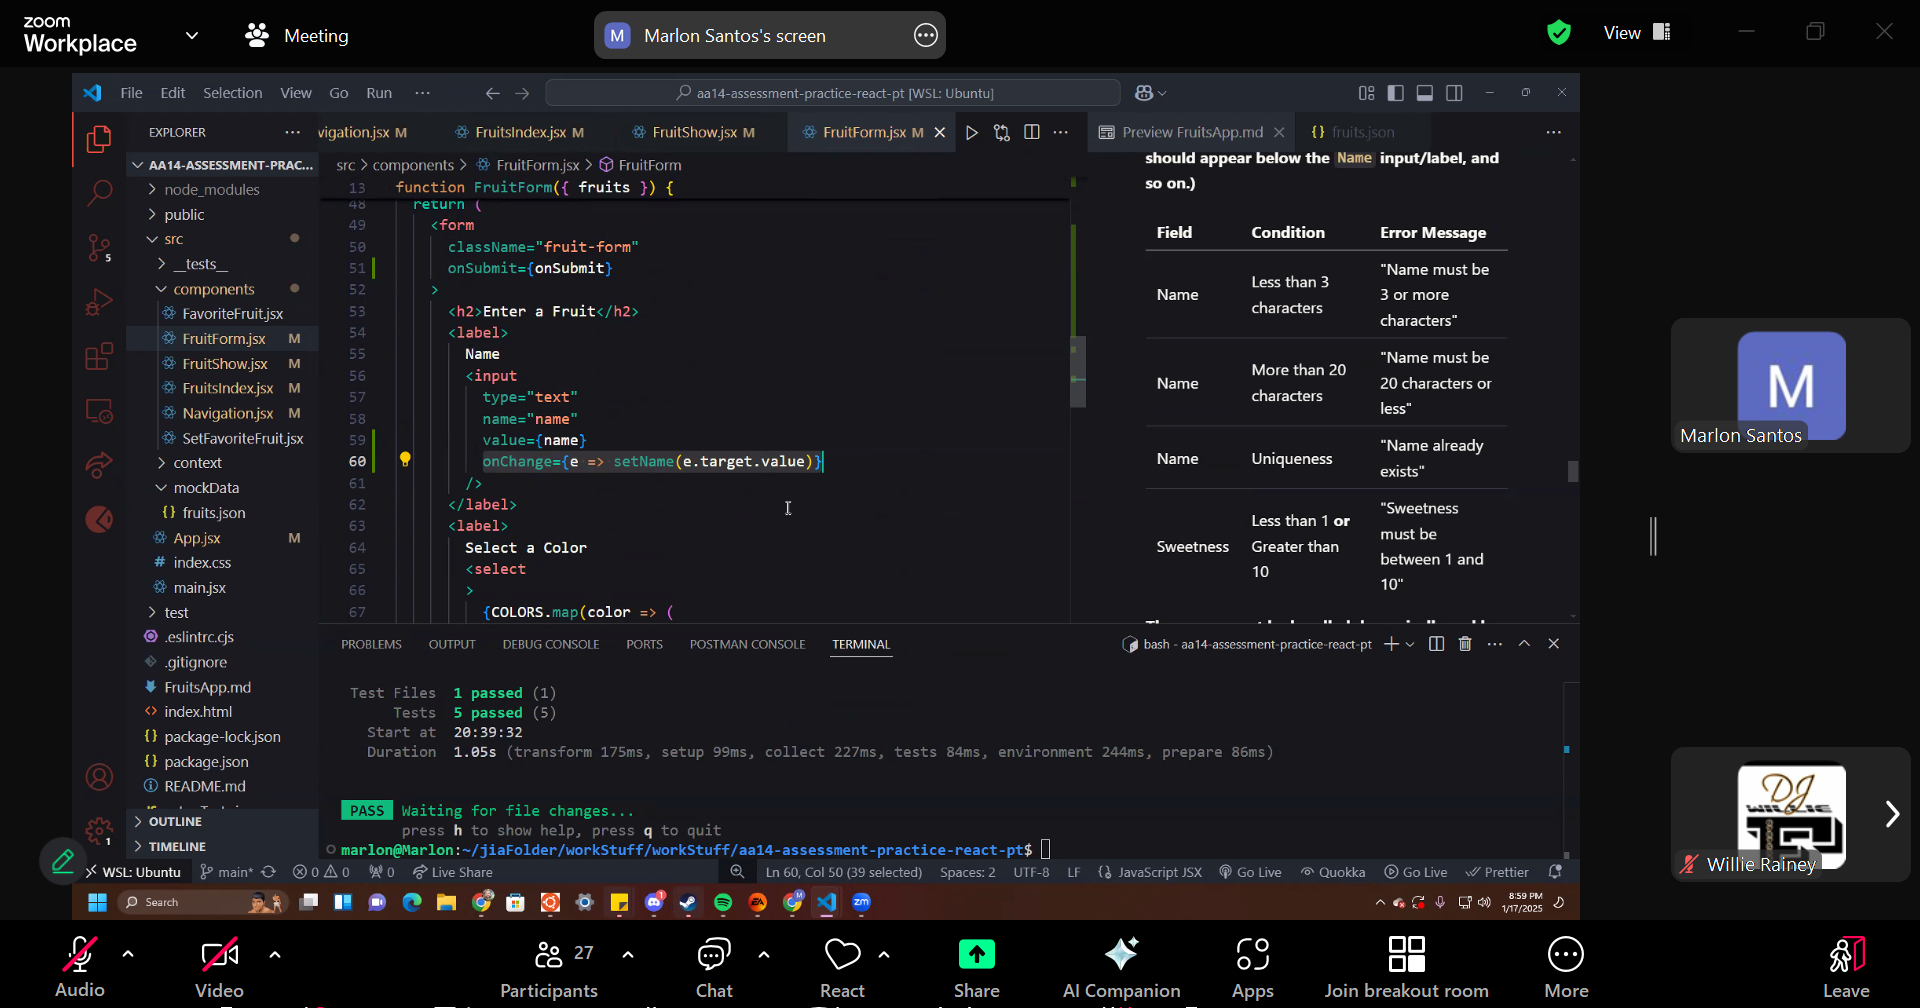 zoom
Workplace
Meeting
M Marlon Santos's screen
View
File Edit Selection View Go Run
aa14-assessment-practice-react-pt [WSL: Ubuntu]
EXPLORER
vigation.jsx M
FruitsIndex.jsx M
FruitShow.jsx M
FruitForm.jsx M
Preview FruitsApp.md
fruits.json
AA14-ASSESSMENT-PRAC...
node_modules
public
src
__tests__
components
FavoriteFruit.jsx
FruitForm.jsx M
FruitShow.jsx M
FruitsIndex.jsx M
Navigation.jsx M
SetFavoriteFruit.jsx
context
mockData
fruits.json
App.jsx M
index.css
main.jsx
test
.eslintrc.cjs
.gitignore
FruitsApp.md
index.html
package-lock.json
package.json
README.md
OUTLINE
TIMELINE
5
1
src > components > FruitForm.jsx > FruitForm
13 function FruitForm({ fruits }) {
48 return (
49 <form
50 className="fruit-form"
51 onSubmit={onSubmit}
52 >
53 <h2>Enter a Fruit</h2>
54 <label>
55 Name
56 <input
57 type="text"
58 name="name"
59 value={name}
60 onChange={e => setName(e.target.value)}
61 />
62 </label>
63 <label>
64 Select a Color
65 <select
66 >
67 {COLORS.map(color => (
should appear below the Name input/label, and
so on.)
Field Condition Error Message
Name Less than 3 characters "Name must be 3 or more characters"
Name More than 20 characters "Name must be 20 characters or less"
Name Uniqueness "Name already exists"
Sweetness Less than 1 or Greater than 10 "Sweetness must be between 1 and 10"
PROBLEMS OUTPUT DEBUG CONSOLE PORTS POSTMAN CONSOLE TERMINAL
bash - aa14-assessment-practice-react-pt
Test Files 1 passed (1)
Tests 5 passed (5)
Start at 20:39:32
Duration 1.05s (transform 175ms, setup 99ms, collect 227ms, tests 84ms, environment 244ms, prepare 86ms)
PASS Waiting for file changes...
press h to show help, press q to quit
marlon@Marlon:~/jiaFolder/workStuff/workStuff/aa14-assessment-practice-react-pt$
WSL: Ubuntu main* 0 0 0 Live Share Ln 60, Col 50 (39 selected) Spaces: 2 UTF-8 LF {} JavaScript JSX Go Live Quokka Go Live Prettier
Search
zm
8:59 PM
1/17/2025
M
Marlon Santos
DJ
WILLIE
Willie Rainey
Audio
Video
27
Participants
Chat
React
Share
AI Companion
Apps
Join breakout room
More
Leave